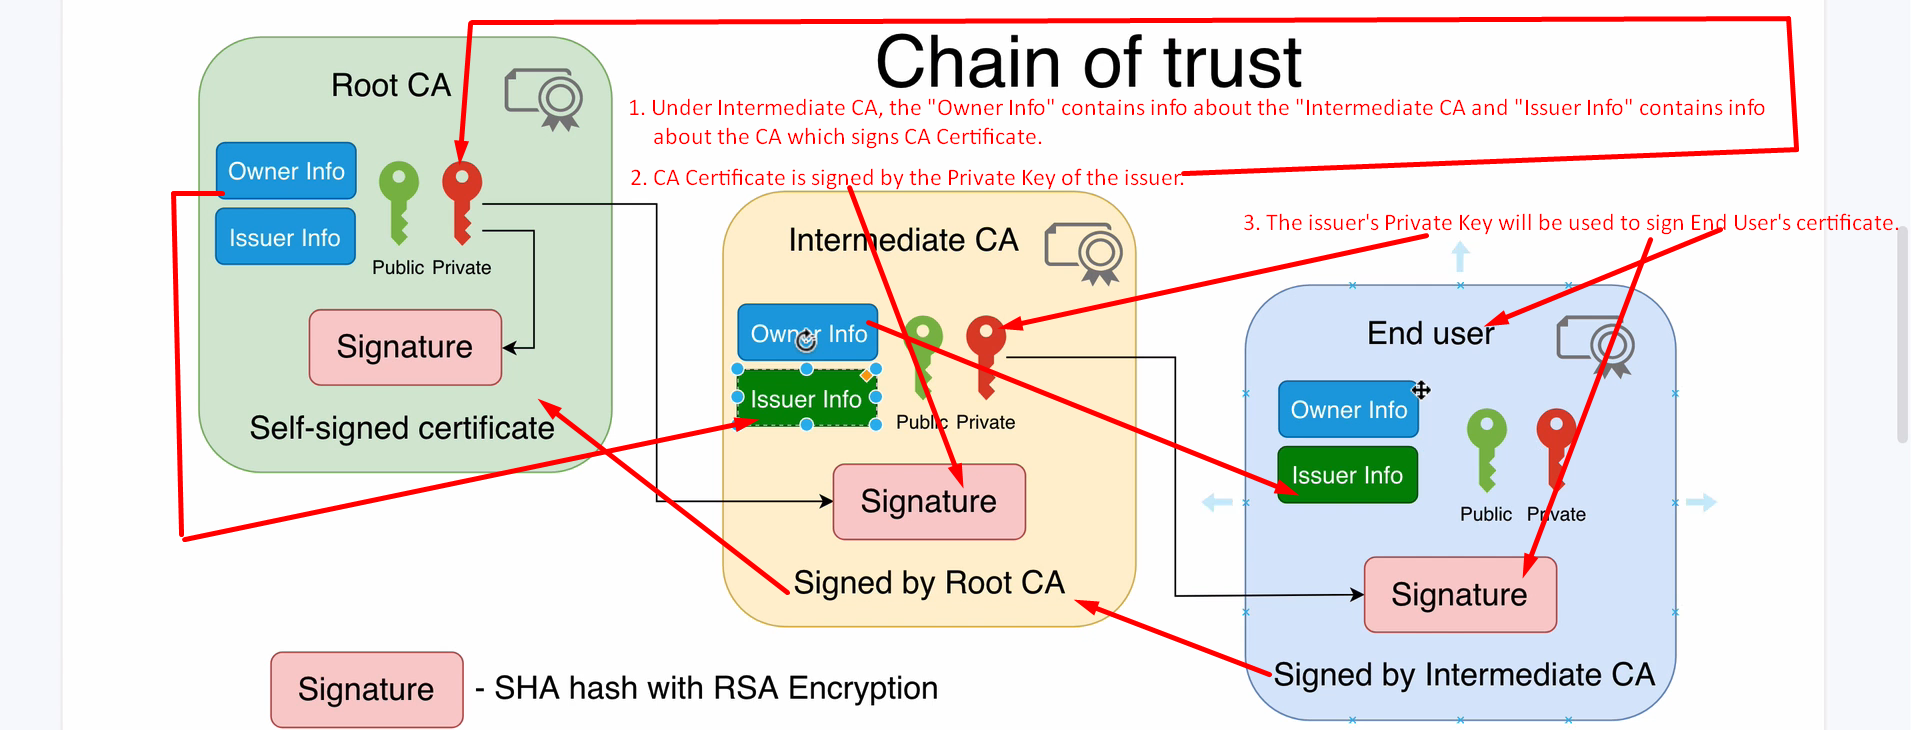 Chain of trust
1. Under Intermediate CA, the "Owner Info" contains info about the "Intermediate CA and "Issuer Info" contains info
about the CA which signs CA Certificate.
2. CA Certificate is signed by the Private Key of the issuer.
3. The issuer's Private Key will be used to sign End User's certificate.
Root CA
Owner Info
Issuer Info
Public Private
Signature
Self-signed certificate
Intermediate CA
Owner Info
Issuer Info
Public Private
Signature
Signed by Root CA
End user
Owner Info
Issuer Info
Public Private
Signature
Signed by Intermediate CA
Signature - SHA hash with RSA Encryption